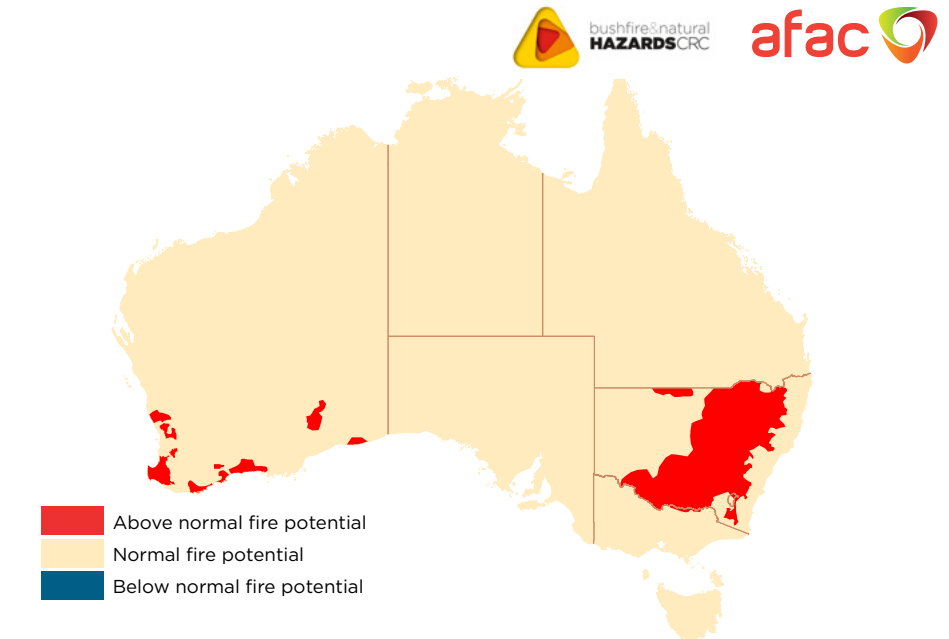 bushfire&natural
HAZARDSCRC
afac
Above normal fire potential
Normal fire potential
Below normal fire potential